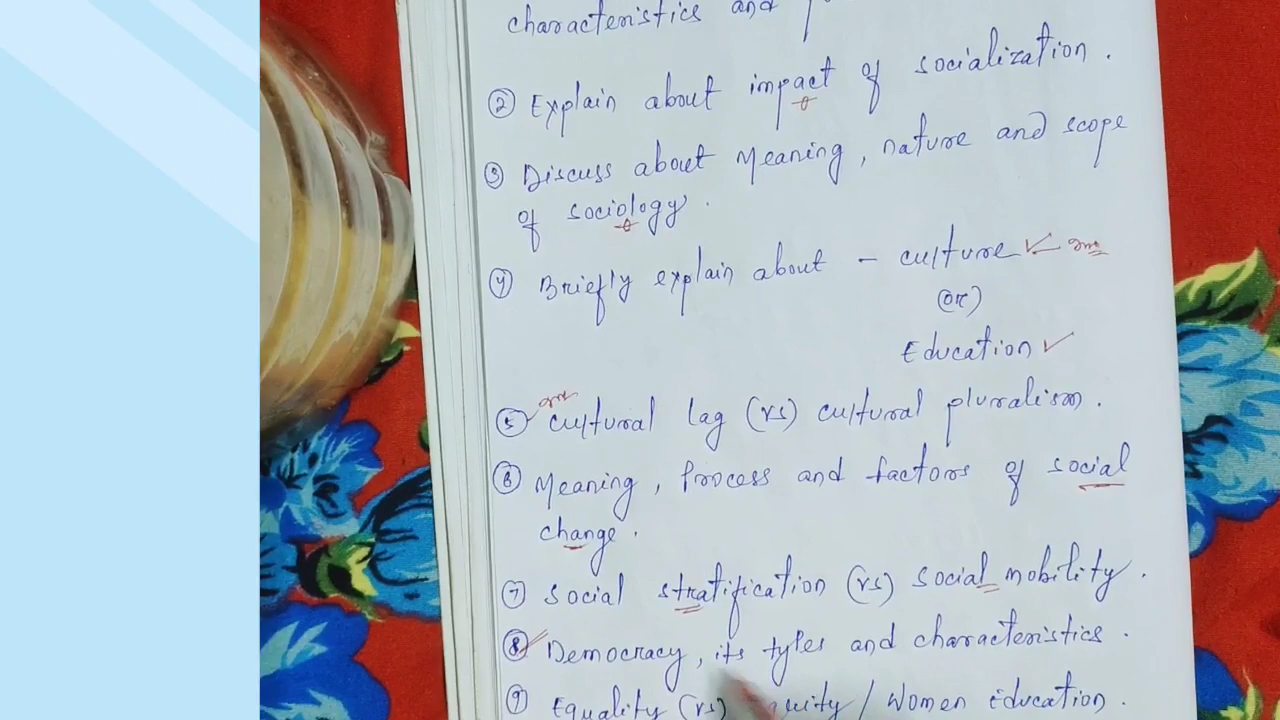 characteristics and
② Explain about impact of socialization.
③ Discuss about Meaning, nature and scope
of sociology.
④ Briefly explain about - culture
(or)
Education
⑤ cultural lag (vs) cultural pluralism.
⑥ Meaning, Process and factors of social
change.
⑦ Social stratification (vs) social mobility.
⑧ Democracy, its types and characteristics.
⑨ Equality (vs) / Women Education.